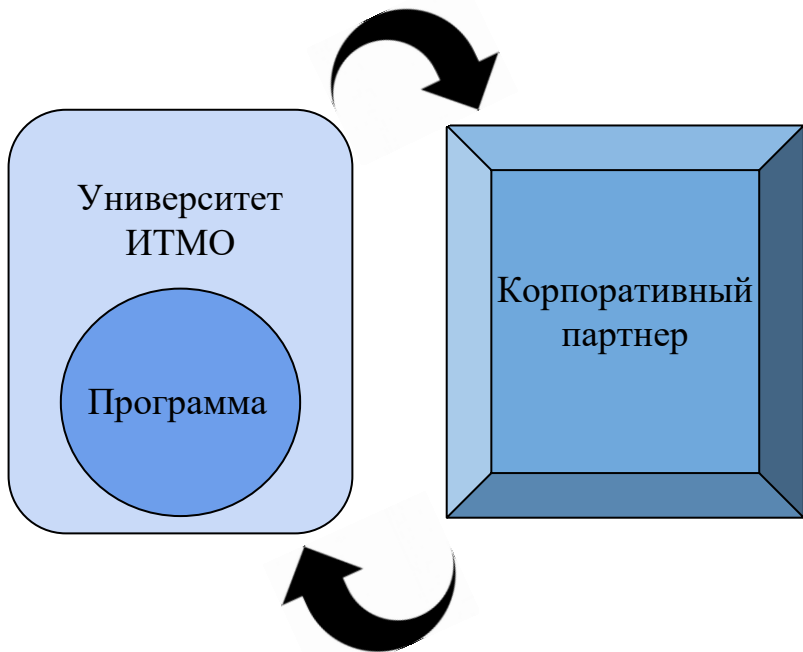 Университет
ИТМО
Программа
Корпоративный
партнер